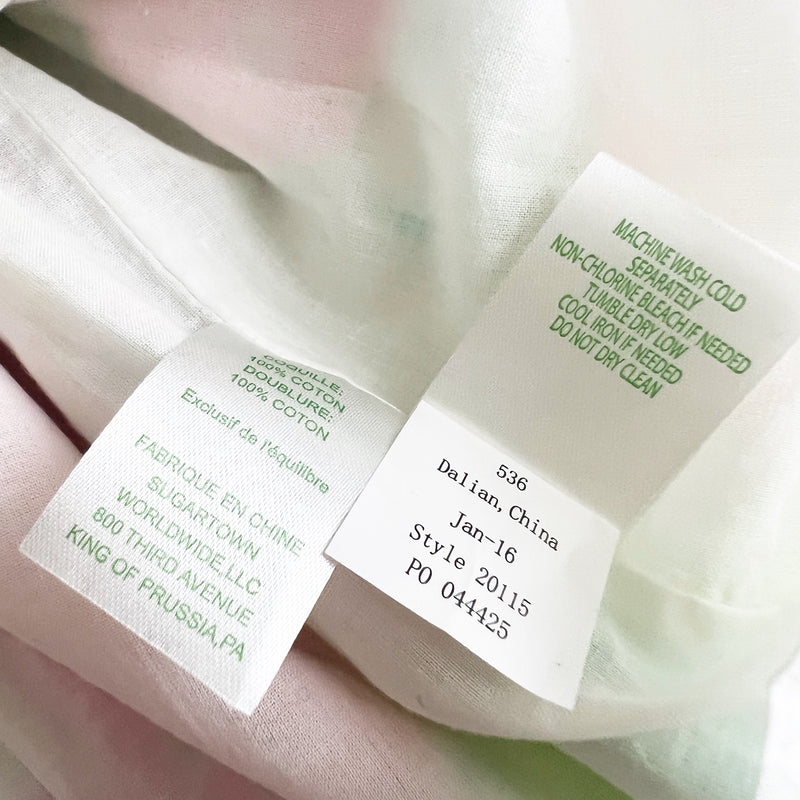 COQUILLE:
100% COTON
DOUBLURE:
100% COTON
Exclusif de l'équilibre
FABRIQUE EN CHINE
SUGARTOWN
WORLDWIDE,LLC
800 THIRD AVENUE
KING OF PRUSSIA,PA
MACHINE WASH COLD
SEPARATELY
NON-CHLORINE BLEACH IF NEEDED
TUMBLE DRY LOW
COOL IRON IF NEEDED
DO NOT DRY CLEAN
536
Dalian,China
Jan-16
Style 20115
PO 044425